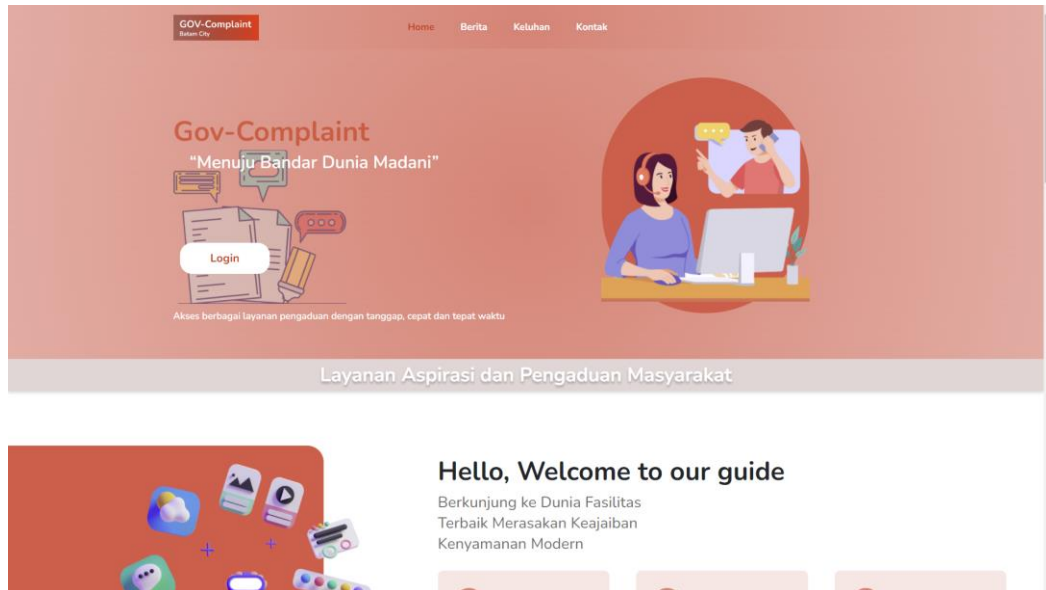 GOV-Complaint
Batam City
Home Berita Keluhan Kontak
Gov-Complaint
“Menuju Bandar Dunia Madani”
Login
Akses berbagai layanan pengaduan dengan tanggap, cepat dan tepat waktu
Layanan Aspirasi dan Pengaduan Masyarakat
Hello, Welcome to our guide
Berkunjung ke Dunia Fasilitas
Terbaik Merasakan Keajaiban
Kenyamanan Modern